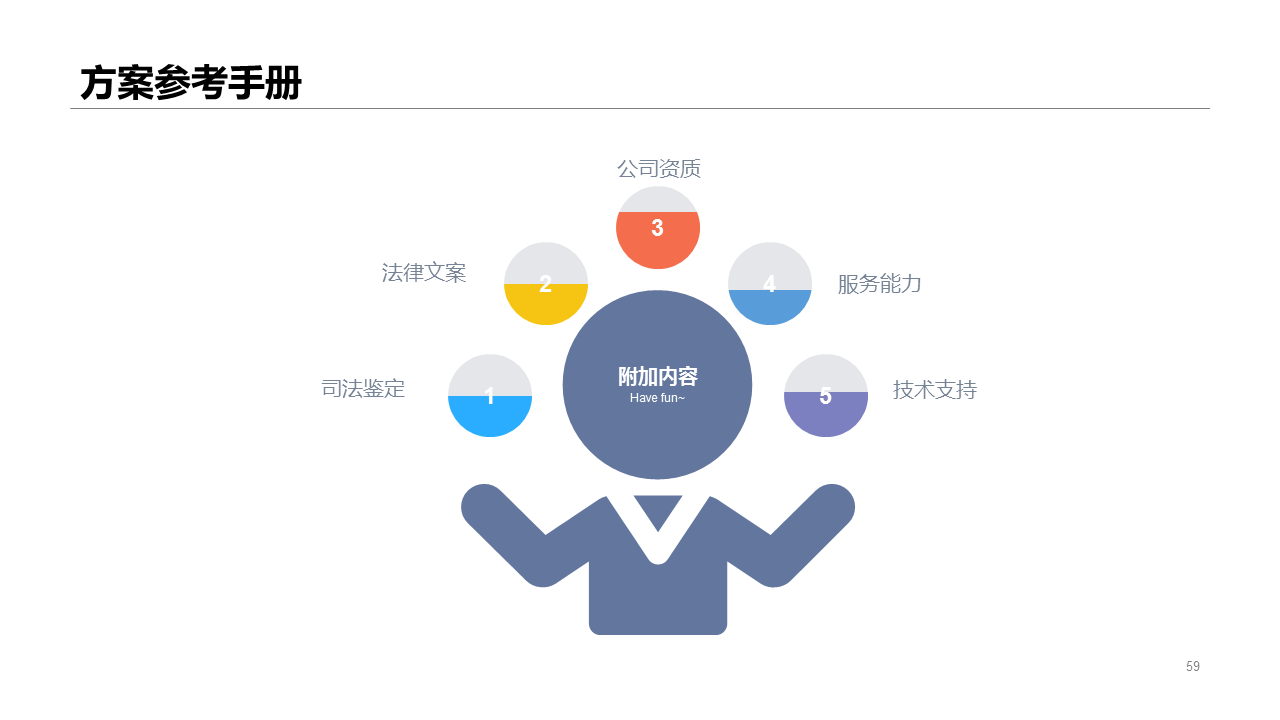 方案参考手册
公司资质
3
法律文案
2
4
服务能力
附加内容
Have fun~
司法鉴定
1
5
技术支持
59